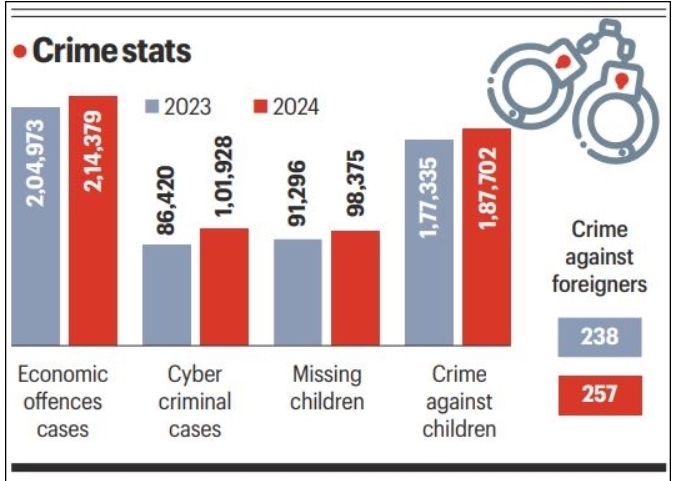 Crime stats
2023
2024
2,04,973
2,14,379
86,420
1,01,928
91,296
98,375
1,77,335
1,87,702
Economic
offences
cases
Cyber
criminal
cases
Missing
children
Crime
against
children
Crime
against
foreigners
238
257